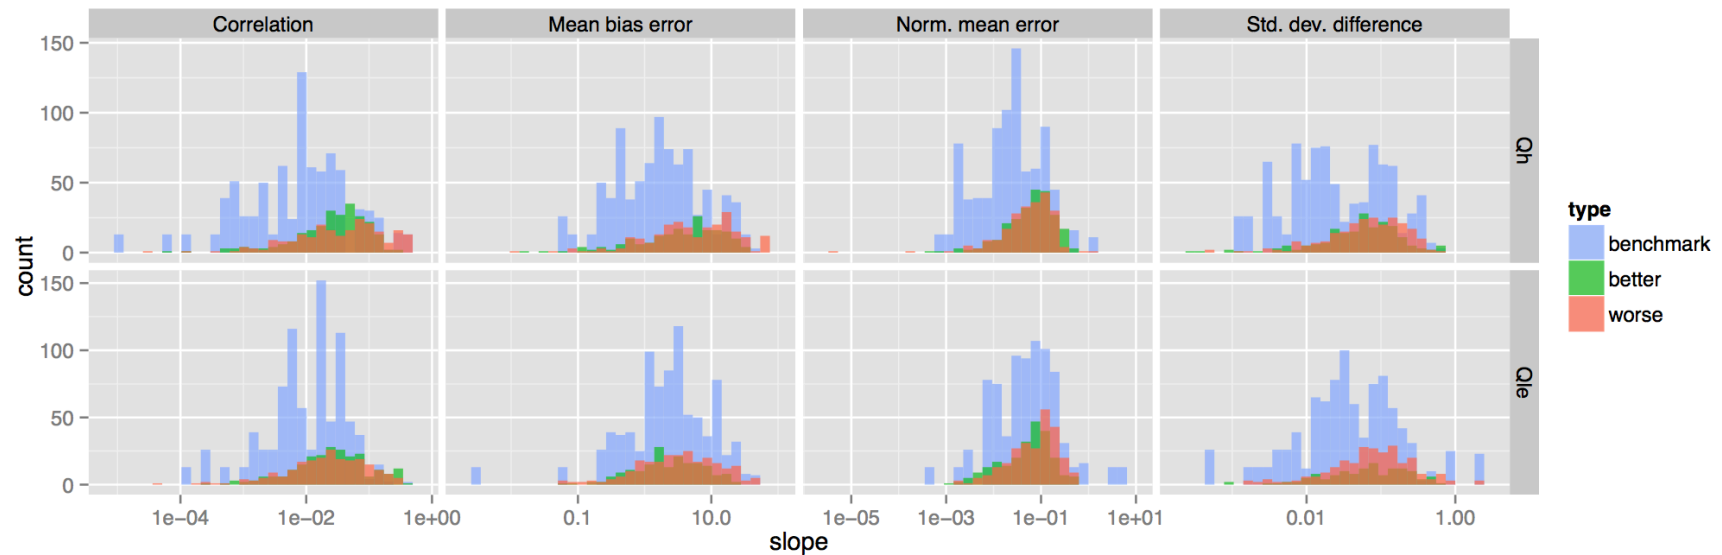 Correlation
Mean bias error
Norm. mean error
Std. dev. difference
150
100
50
0
Qh
150
100
50
0
Qle
count
1e−04
1e−02
1e+00
0.1
10.0
1e−05
1e−03
1e−01
1e+01
0.01
1.00
slope
type
benchmark
better
worse